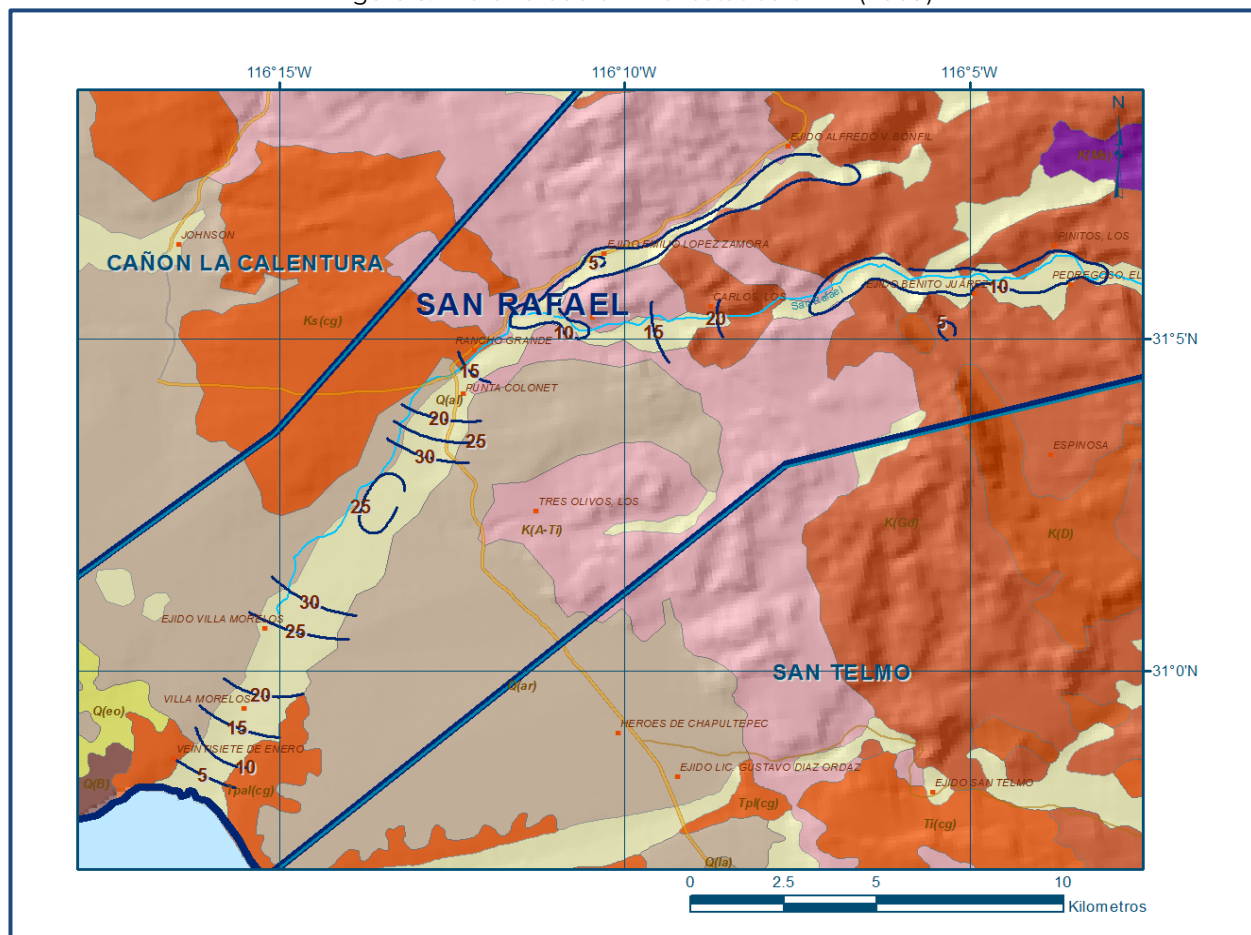 116°15'W
116°10'W
116°5'W
N
EJIDO ALFREDO V. BONFIL
JOHNSON
PINITOS, LOS
EJIDO EMILIO LOPEZ ZAMORA
CAÑON LA CALENTURA
5
PEDREGOSO, EL
EJIDO BENITO JUÁREZ
10
San Rafael
SAN RAFAEL
CARLOS, LOS
Ks(cg)
20
5
10
15
31°5'N
RANCHO GRANDE
15
PUNTA COLONET
Q(al)
20
25
ESPINOSA
30
TRES OLIVOS, LOS
25
K(A-Ti)
K(Gd)
K(D)
30
EJIDO VILLA MORELOS
25
SAN TELMO
31°0'N
Q(ar)
20
VILLA MORELOS
Q(eo)
15
HEROES DE CHAPULTEPEC
VEINTISIETE DE ENERO
10
EJIDO LIC. GUSTAVO DIAZ ORDAZ
5
Q(B)
EJIDO SAN TELMO
Tpal(cg)
Tpl(cg)
Ti(cg)
Q(la)
0
2.5
5
10
Kilometros